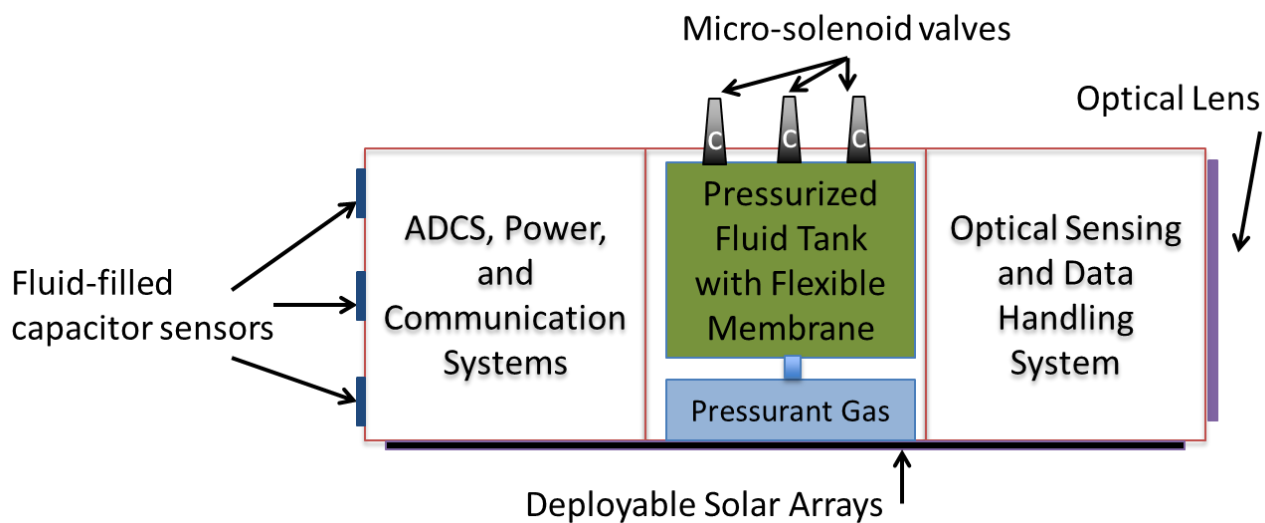 Micro-solenoid valves
Optical Lens
C C C
Fluid-filled
capacitor sensors
ADCS, Power,
and
Communication
Systems
Pressurized
Fluid Tank
with Flexible
Membrane
Pressurant Gas
Optical Sensing
and Data
Handling
System
Deployable Solar Arrays